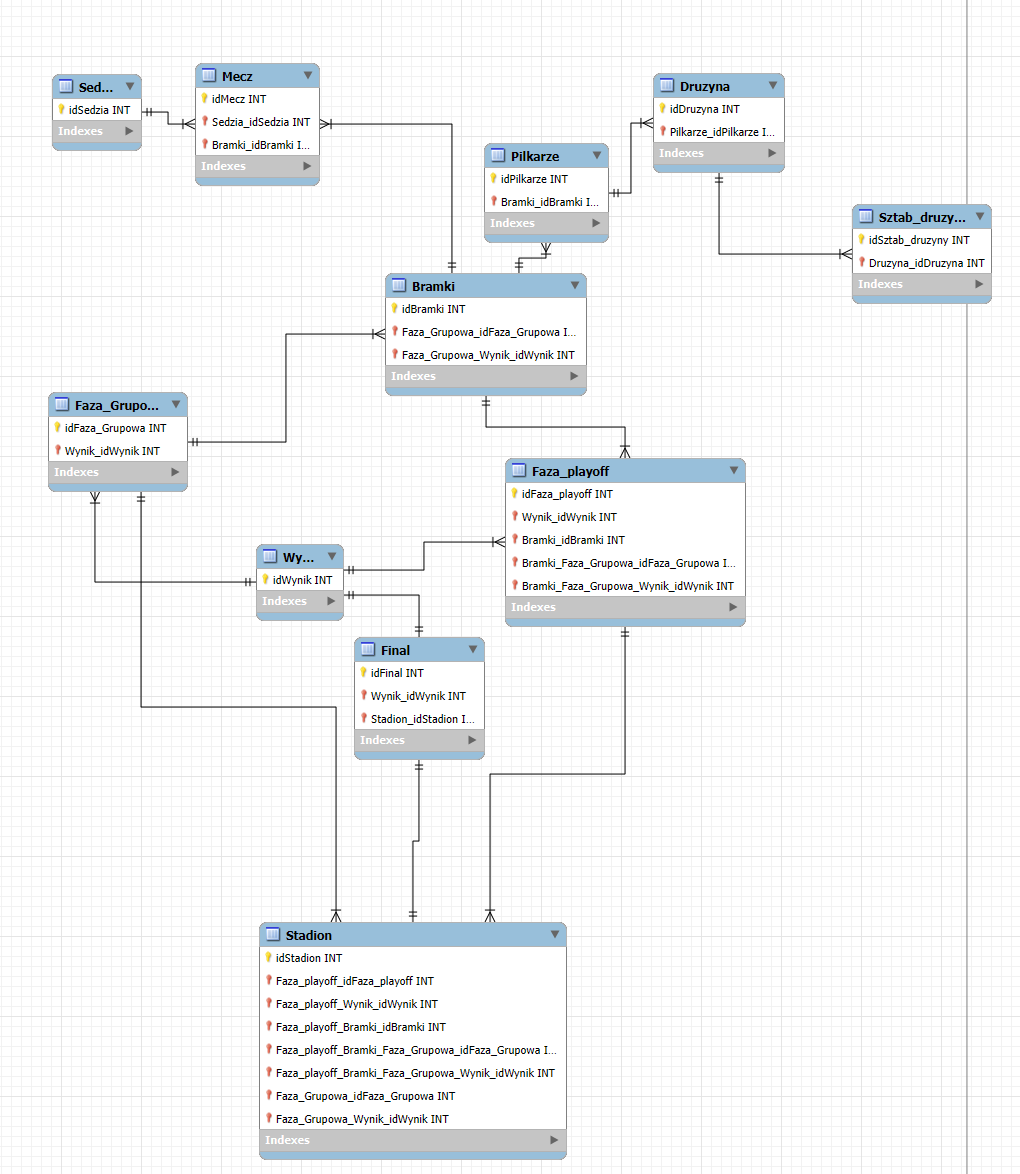 Sed...
idSedzia INT
Indexes
Mecz
idMecz INT
Sedzia_idSedzia INT
Bramki_idBramki I...
Indexes
Druzyna
idDruzyna INT
Pilkarze_idPilkarze I...
Indexes
Pilkarze
idPilkarze INT
Bramki_idBramki I...
Indexes
Sztab_druzy...
idSztab_druzyny INT
Druzyna_idDruzyna INT
Indexes
Bramki
idBramki INT
Faza_Grupowa_idFaza_Grupowa I...
Faza_Grupowa_Wynik_idWynik INT
Indexes
Faza_Grupo...
idFaza_Grupowa INT
Wynik_idWynik INT
Indexes
Faza_playoff
idFaza_playoff INT
Wynik_idWynik INT
Bramki_idBramki INT
Bramki_Faza_Grupowa_idFaza_Grupowa I...
Bramki_Faza_Grupowa_Wynik_idWynik INT
Indexes
Wy...
idWynik INT
Indexes
Final
idFinal INT
Wynik_idWynik INT
Stadion_idStadion I...
Indexes
Stadion
idStadion INT
Faza_playoff_idFaza_playoff INT
Faza_playoff_Wynik_idWynik INT
Faza_playoff_Bramki_idBramki INT
Faza_playoff_Bramki_Faza_Grupowa_idFaza_Grupowa I...
Faza_playoff_Bramki_Faza_Grupowa_Wynik_idWynik INT
Faza_Grupowa_idFaza_Grupowa INT
Faza_Grupowa_Wynik_idWynik INT
Indexes